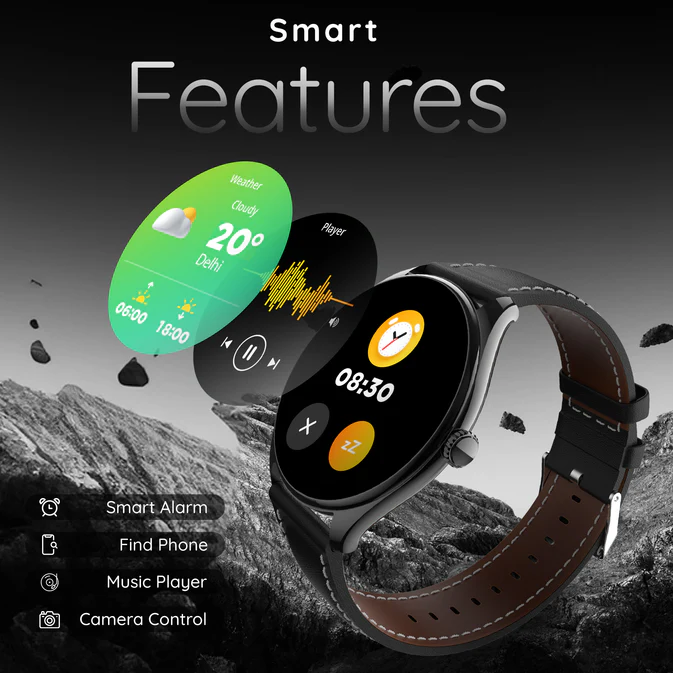 Smart
Features
Weather
Cloudy
20°
Delhi
06:00 18:00
Player
08:30
X
zZ
Smart Alarm
Find Phone
Music Player
Camera Control